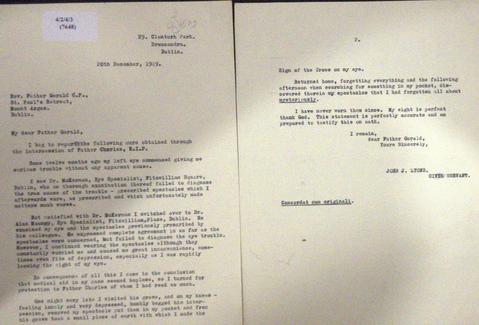 4/2/4/3
(7648)
29. Clontarf Park.
Dublin.
20th December, 1949.
Rev. Father Gerald C.P.,
St. Paul's Retreat,
Mount Argus.
Dublin.
My dear Father Gerald,
I beg to report the following cure obtained through
the intercession of Father Charles, R.I.P.
Some twelve months ago my left eye commenced giving me
serious trouble without any apparent cause.
I saw Dr. McKernan, Eye Specialist, Fitzwilliam Square,
Dublin, who on thorough examination thereof failed to diagnose
the true cause of the trouble - prescribed spectacles which I
afterwards wore, as prescribed and which unfortunately made
matters much worse.
Not satisfied with Dr. McKernan I switched over to Dr.
Alan Mooney, Eye Specialist, Fitzwilliam Place, Dublin. He
examined my eye and the spectacles previously prescribed by
his colleague. He expressed complete agreement in as far as the
spectacles were concerned, but failed to diagnose the eye trouble.
However, I continued wearing the spectacles although they
constantly worried me and caused me great inconvenience, some-
times even fits of depression, especially as I was rapidly
loosing the sight of my eye.
In consequence of all this I came to the conclusion
that medical aid in my case seemed hopeless, so I turned for
protection to Father Charles of whom I had read so much.
One night very late I visited his grave, and on my knees -
feeling lonely and very depressed, humbly begged his inter-
cession, removed my spectacles put them in my pocket and from
his grave took a small piece of earth with which I made the
2.
Sign of the Cross on my eye.
Returned home, forgetting everything and the following
afternoon when searching for something in my pocket, dis-
covered therein my spectacles that I had forgotten all about
mysteriously.
I have never worn them since. My sight is perfect
thank God. This statement is perfectly accurate and am
prepared to testify this on oath.
I remain,
dear Father Gerald,
Yours Sincerely,
JOHN J. LYONS,
CIVIL SERVANT.
Concordat cum originali.